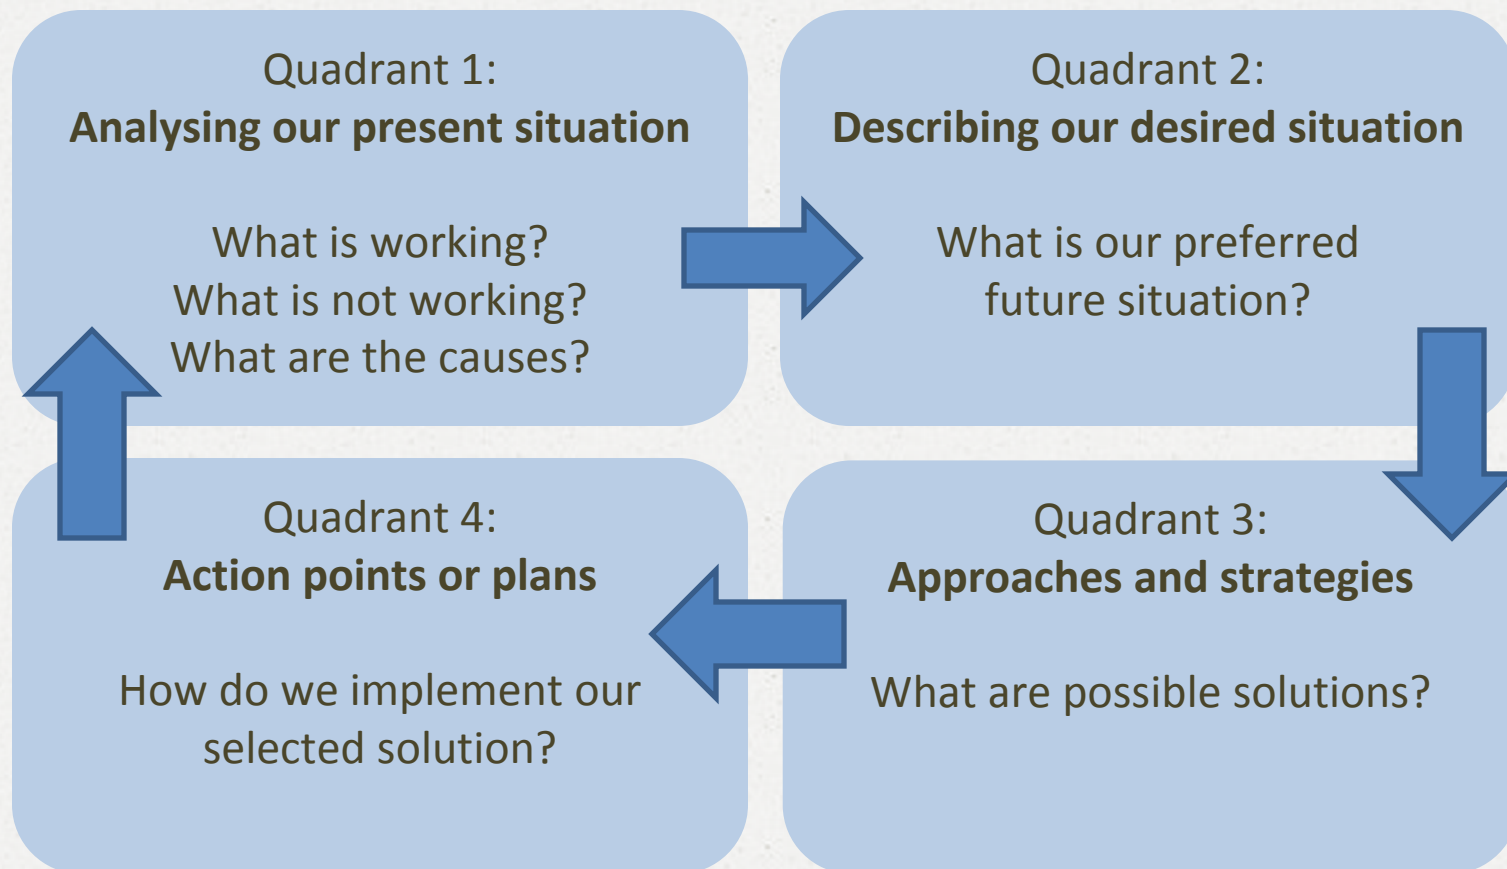 Quadrant 1:
Analysing our present situation
What is working?
What is not working?
What are the causes?
Quadrant 2:
Describing our desired situation
What is our preferred
future situation?
Quadrant 3:
Approaches and strategies
What are possible solutions?
Quadrant 4:
Action points or plans
How do we implement our
selected solution?